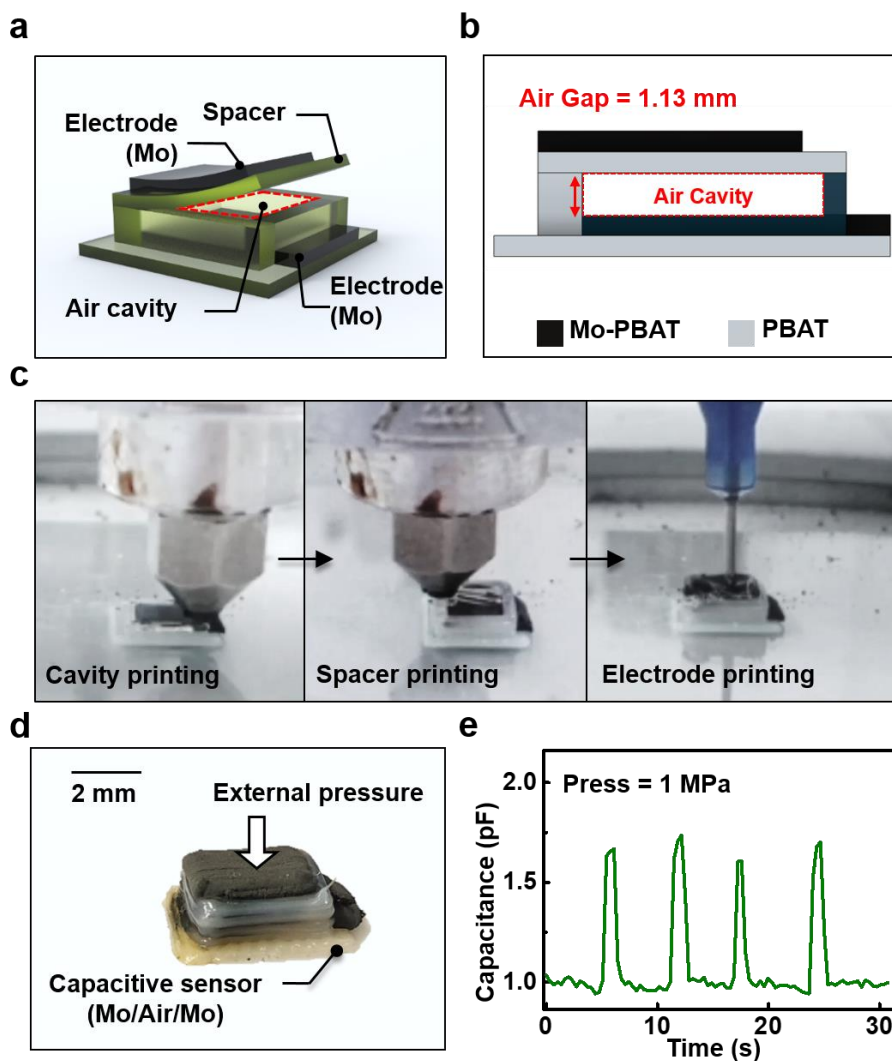 a
Electrode
(Mo)
Spacer
Air cavity
Electrode
(Mo)
b
Air Gap = 1.13 mm
Air Cavity
Mo-PBAT
PBAT
c
Cavity printing
Spacer printing
Electrode printing
d
2 mm
External pressure
Capacitive sensor
(Mo/Air/Mo)
e
Press = 1 MPa
Capacitance (pF)
2.0
1.5
1.0
0
10
20
30
Time (s)